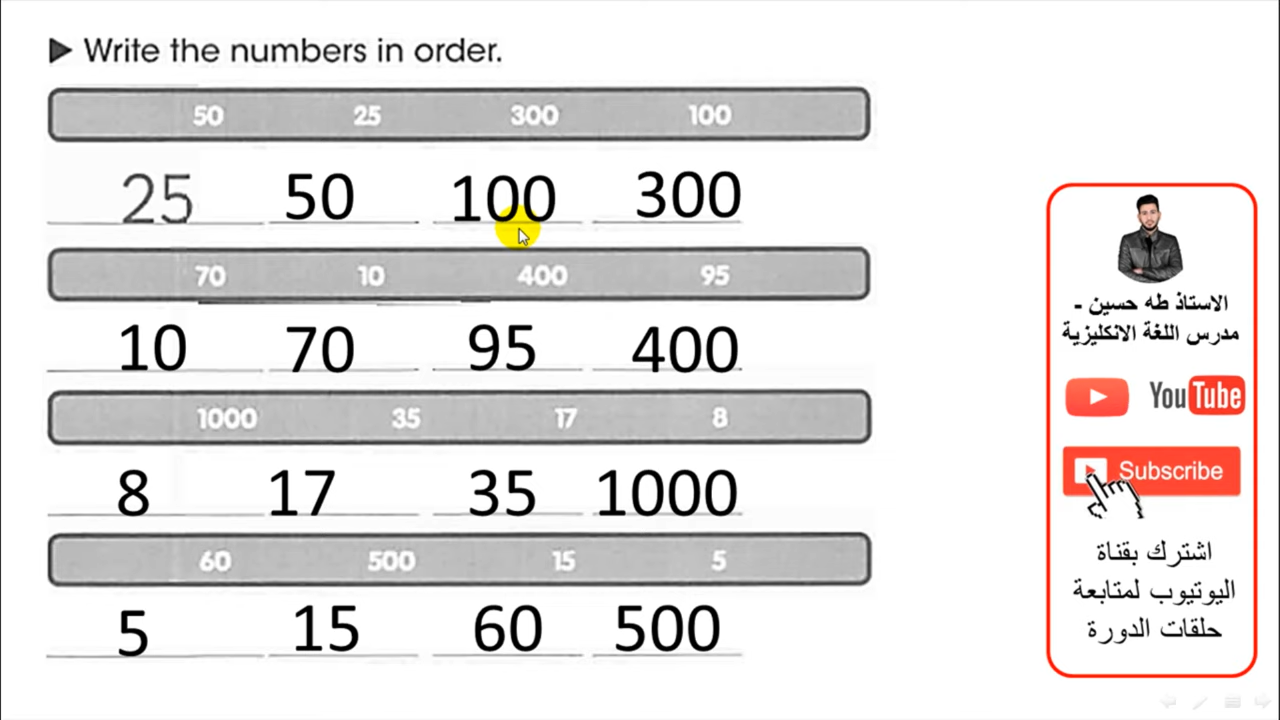 Write the numbers in order.
50 25 300 100
25 50 100 300
70 10 400 95
10 70 95 400
1000 35 17 8
8 17 35 1000
60 500 15 5
5 15 60 500
الاستاذ طه حسين -
مدرس اللغة الانكليزية
YouTube
Subscribe
اشترك بقناة
اليوتيوب لمتابعة
حلقات الدورة